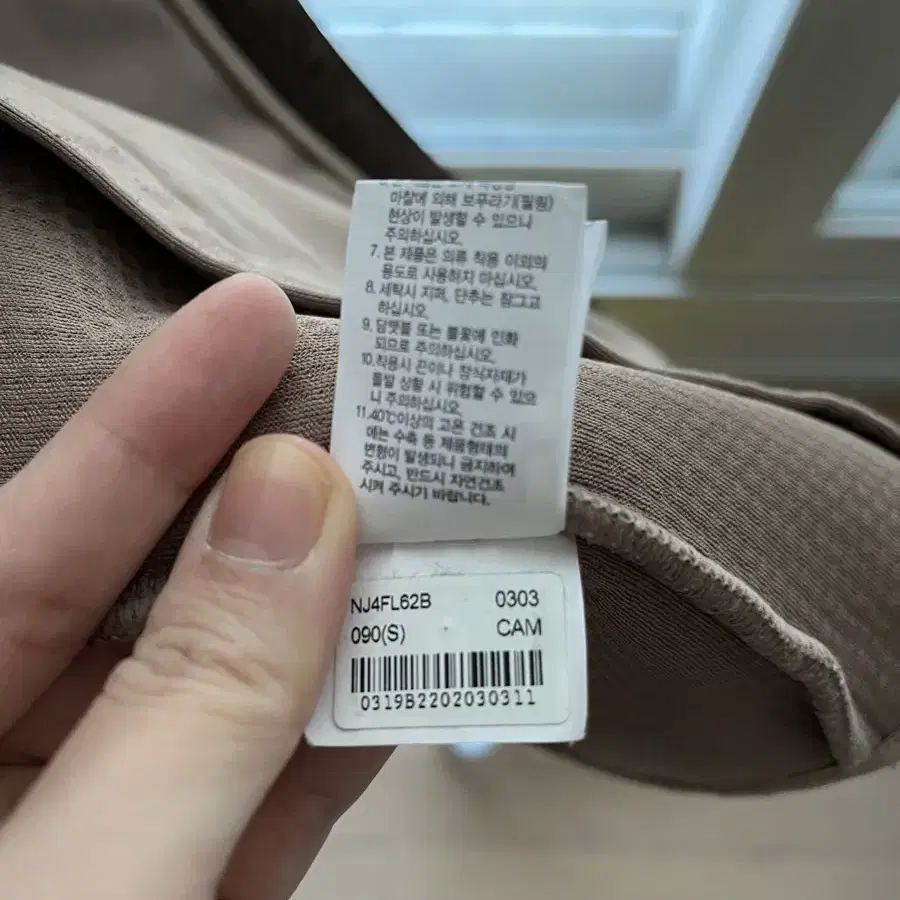 마찰에 의해 보푸라기(필링)
현상이 발생할 수 있으니
주의하십시오.
7. 본 제품은 의류 착용 이외의
용도로 사용하지 마십시오.
8. 세탁시 지퍼, 단추는 잠그고
하십시오.
9. 담뱃불 또는 불꽃에 인화
되므로 주의하십시오.
10.착용시 끈이나 장식자재가
돌발 상황 시 위험할 수 있으
니 주의하십시오.
11.40℃이상의 고온 건조 시
에는 수축 등 제품형태의
변형이 발생되니 금지하여
주시고, 반드시 자연건조
시켜 주시기 바랍니다.
NJ4FL62B 0303
090(S) CAM
0319B2202030311